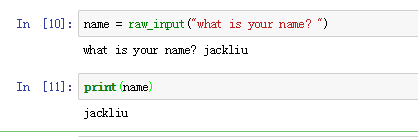 In [10]: name = raw_input("what is your name? ")
what is your name? jackliu
In [11]: print(name)
jackliu